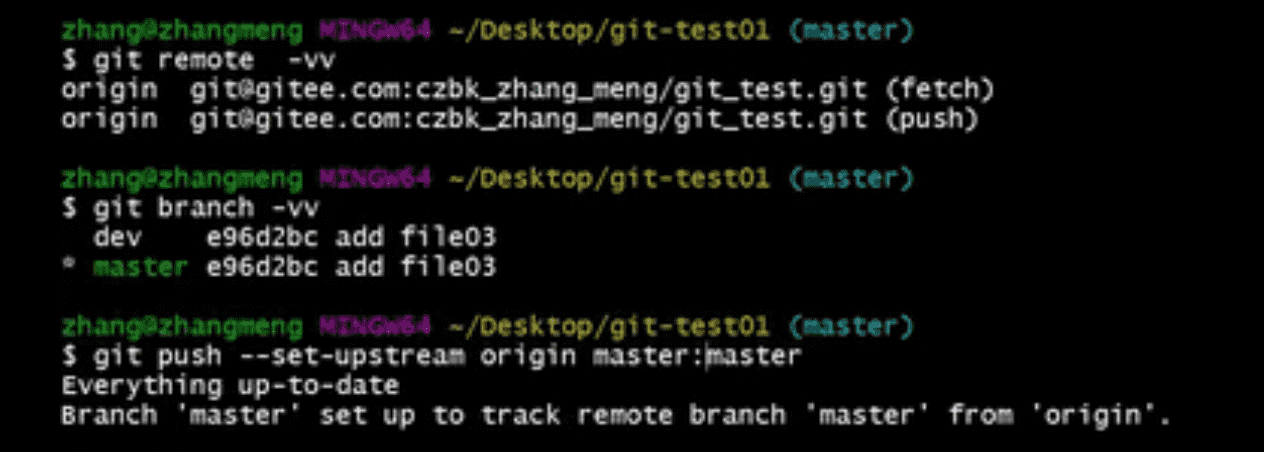 zhang@zhangmeng MINGW64 ~/Desktop/git-test01 (master)
$ git remote  -vv
origin  git@gitee.com:czbk_zhang_meng/git_test.git (fetch)
origin  git@gitee.com:czbk_zhang_meng/git_test.git (push)
zhang@zhangmeng MINGW64 ~/Desktop/git-test01 (master)
$ git branch -vv
  dev    e96d2bc add file03
* master e96d2bc add file03
zhang@zhangmeng MINGW64 ~/Desktop/git-test01 (master)
$ git push --set-upstream origin master:master
Everything up-to-date
Branch 'master' set up to track remote branch 'master' from 'origin'.